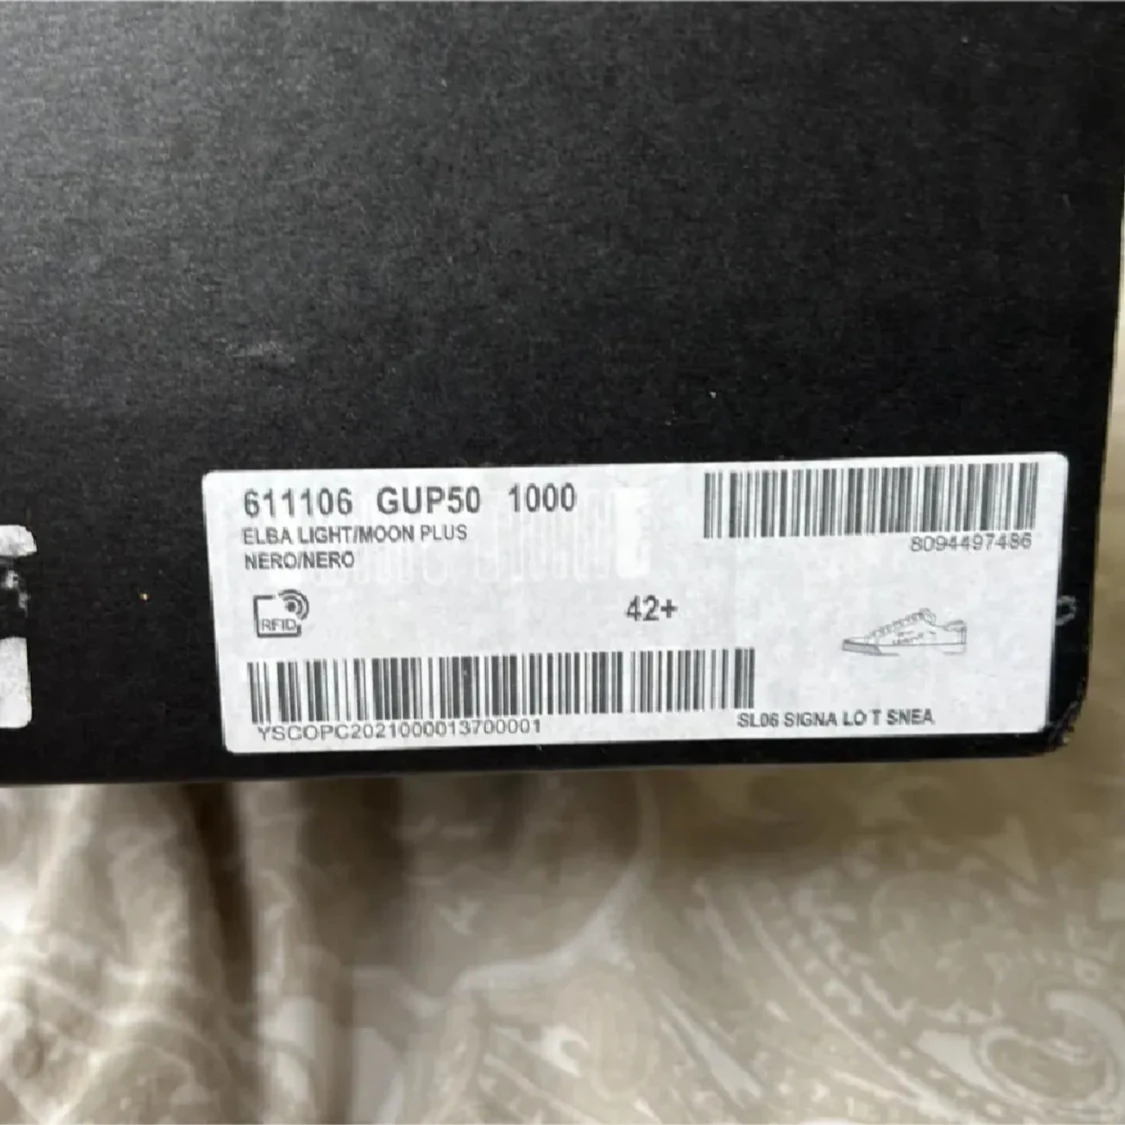 611106 GUP50 1000
ELBA LIGHT/MOON PLUS
NERO/NERO
8094497486
RFID
42+
YSCOPC2021000013700001
SL06 SIGNA LO T SNEA